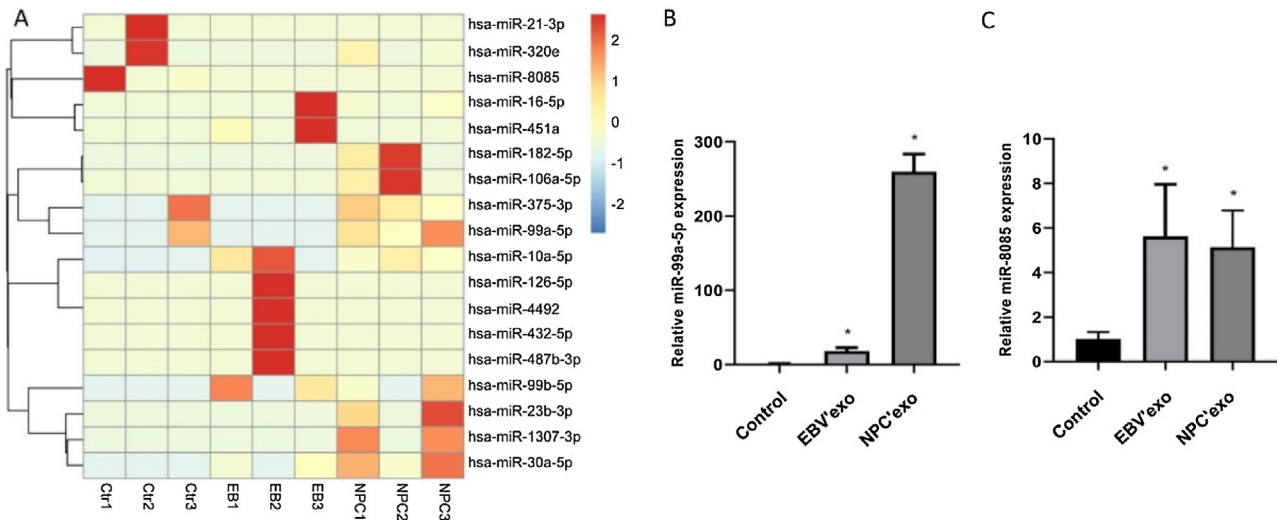 A
hsa-miR-21-3p
hsa-miR-320e
hsa-miR-8085
hsa-miR-16-5p
hsa-miR-451a
hsa-miR-182-5p
hsa-miR-106a-5p
hsa-miR-375-3p
hsa-miR-99a-5p
hsa-miR-10a-5p
hsa-miR-126-5p
hsa-miR-4492
hsa-miR-432-5p
hsa-miR-487b-3p
hsa-miR-99b-5p
hsa-miR-23b-3p
hsa-miR-1307-3p
hsa-miR-30a-5p
Ctr1
Ctr2
Ctr3
EB1
EB2
EB3
NPC1
NPC2
NPC3
2
1
0
-1
-2
B
Relative miR-99a-5p expression
300
200
100
0
*
*
Control
EBV'exo
NPC'exo
C
Relative miR-8085 expression
10
8
6
4
2
0
*
*
Control
EBV'exo
NPC'exo